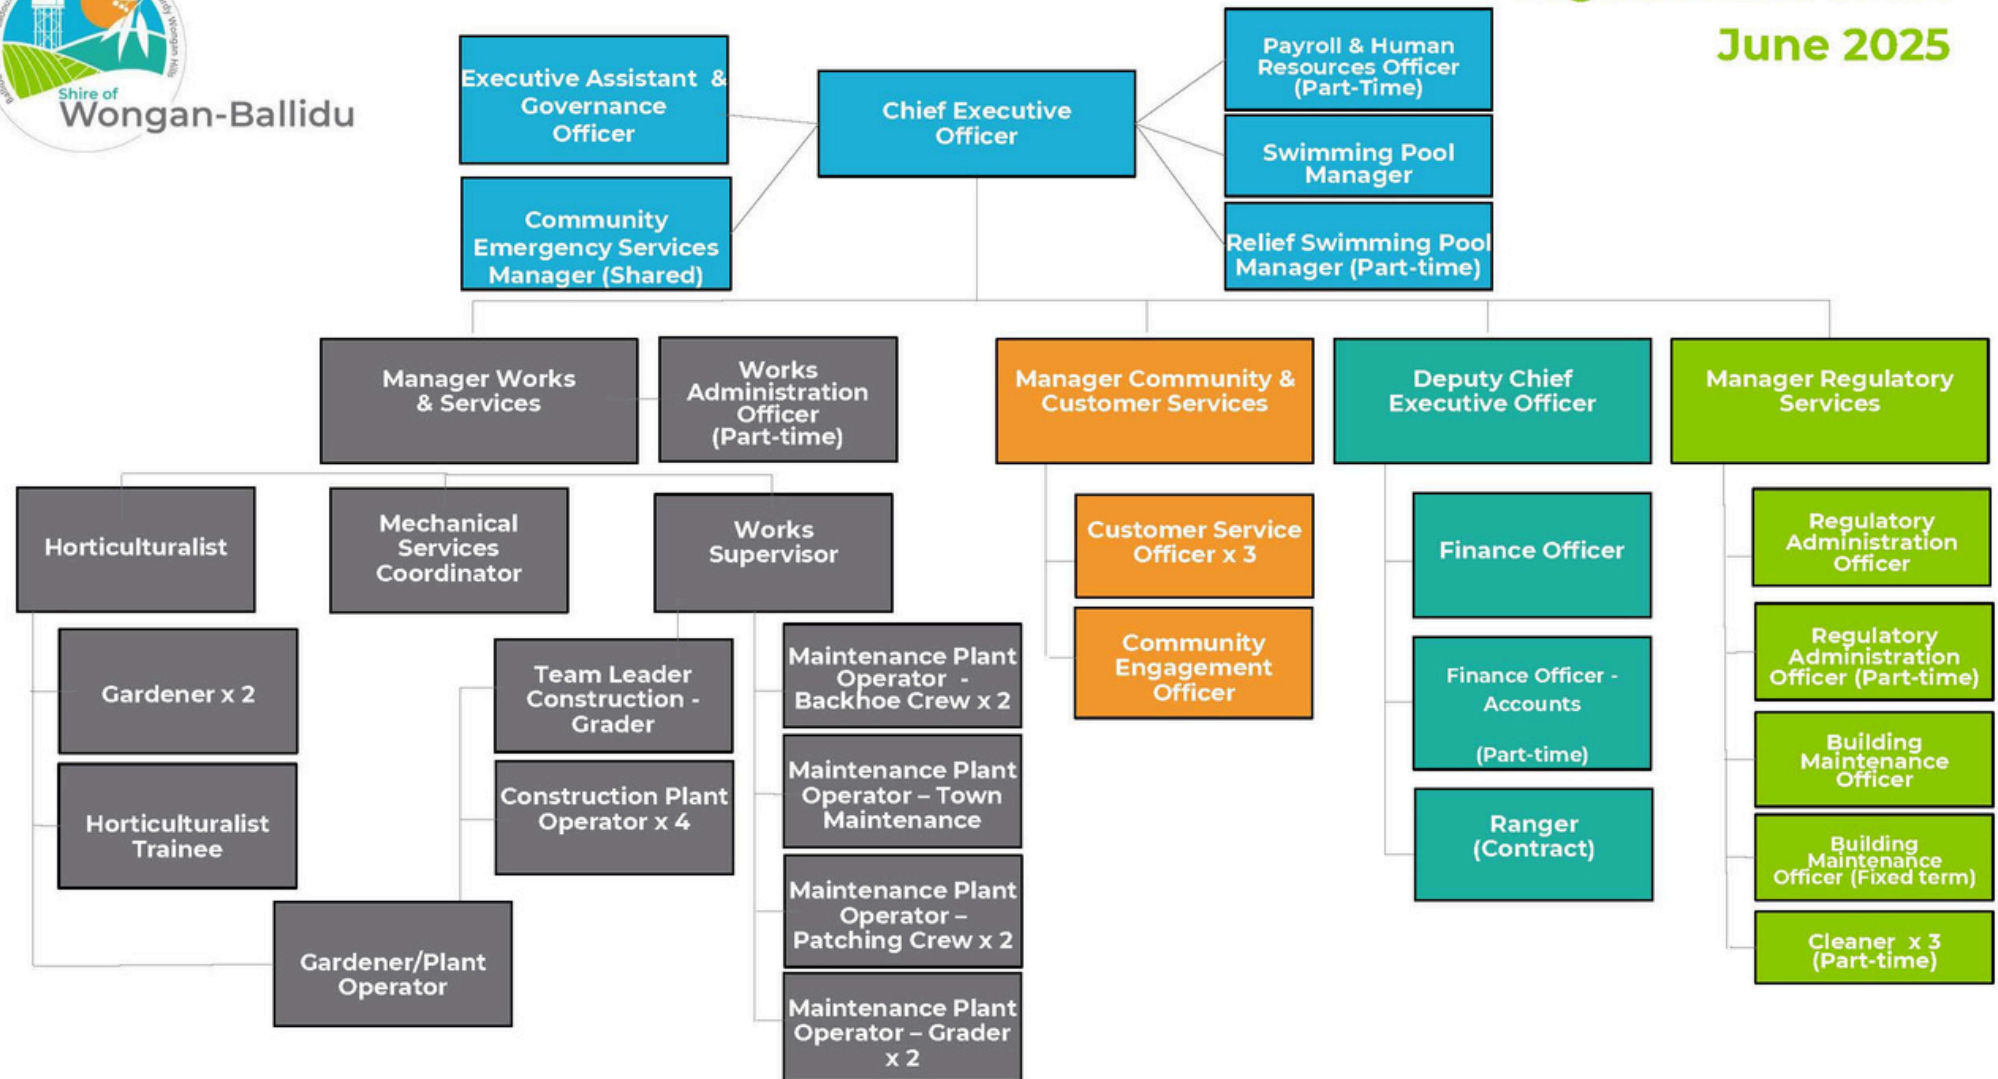 June 2025
Shire of
Wongan-Ballidu
Executive Assistant &
Governance
Officer
Community
Emergency Services
Manager (Shared)
Chief Executive
Officer
Payroll & Human
Resources Officer
(Part-Time)
Swimming Pool
Manager
Relief Swimming Pool
Manager (Part-time)
Manager Works
& Services
Works
Administration
Officer
(Part-time)
Manager Community &
Customer Services
Deputy Chief
Executive Officer
Manager Regulatory
Services
Horticulturalist
Mechanical
Services
Coordinator
Works
Supervisor
Gardener x 2
Horticulturalist
Trainee
Gardener/Plant
Operator
Team Leader
Construction -
Grader
Construction Plant
Operator x 4
Maintenance Plant
Operator -
Backhoe Crew x 2
Maintenance Plant
Operator – Town
Maintenance
Maintenance Plant
Operator –
Patching Crew x 2
Maintenance Plant
Operator – Grader
x 2
Customer Service
Officer x 3
Community
Engagement
Officer
Finance Officer
Finance Officer -
Accounts
(Part-time)
Ranger
(Contract)
Regulatory
Administration
Officer
Regulatory
Administration
Officer (Part-time)
Building
Maintenance
Officer
Building
Maintenance
Officer (Fixed term)
Cleaner x 3
(Part-time)